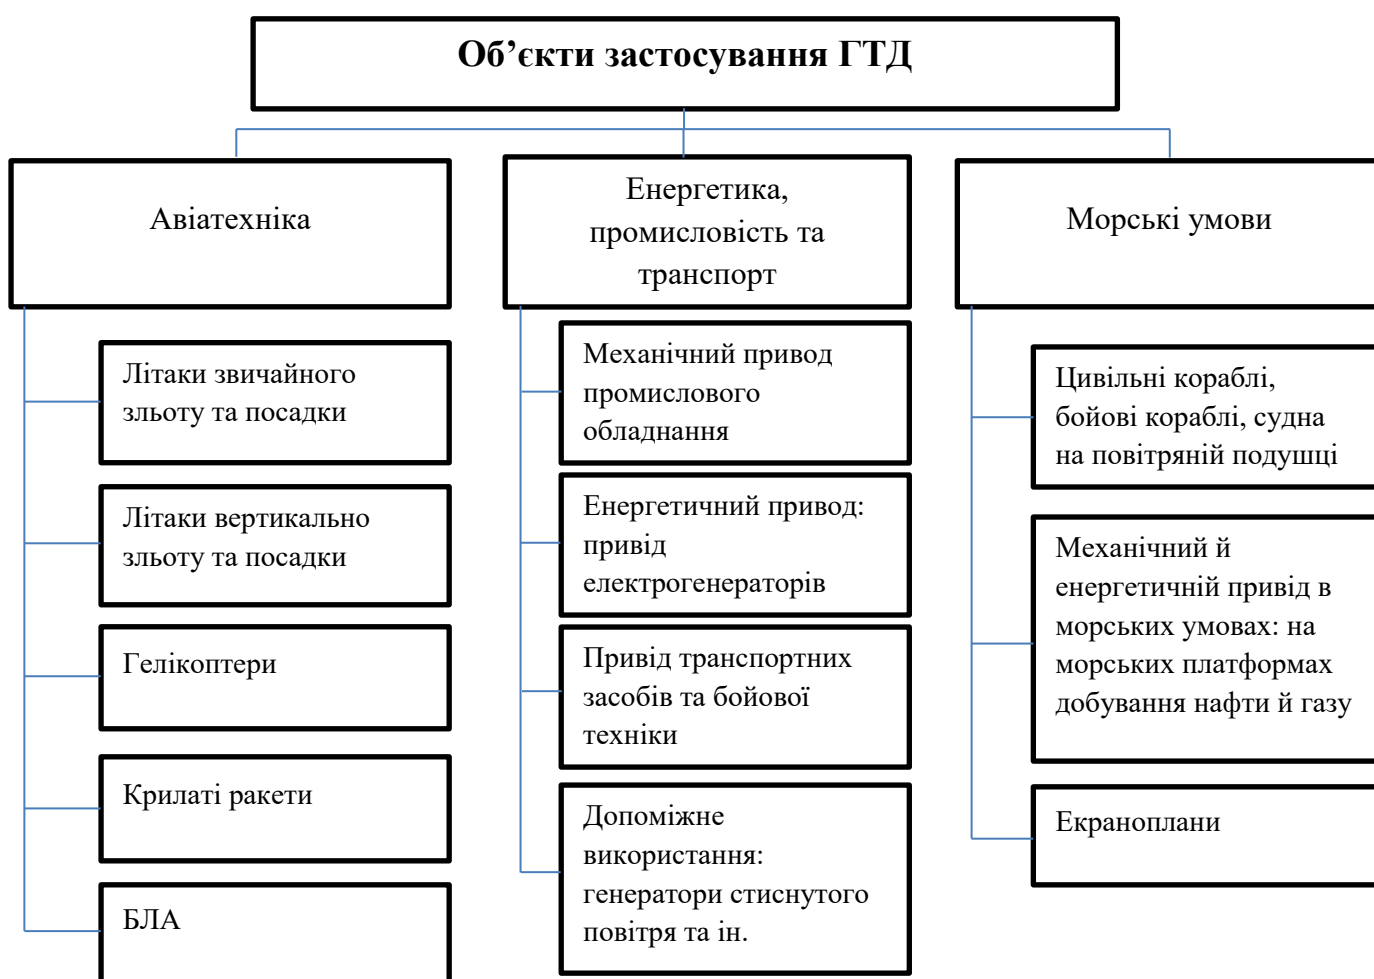 Об’єкти застосування ГТД
Авіатехніка
Літаки звичайного
зльоту та посадки
Літаки вертикально
зльоту та посадки
Гелікоптери
Крилаті ракети
БЛА
Енергетика,
промисловість та
транспорт
Механічний привод
промислового
обладнання
Енергетичний привод:
привід
електрогенераторів
Привід транспортних
засобів та бойової
техніки
Допоміжне
використання:
генератори стиснутого
повітря та ін.
Морські умови
Цивільні кораблі,
бойові кораблі, судна
на повітряній подушці
Механічний й
енергетичній привід в
морських умовах: на
морських платформах
добування нафти й газу
Екраноплани